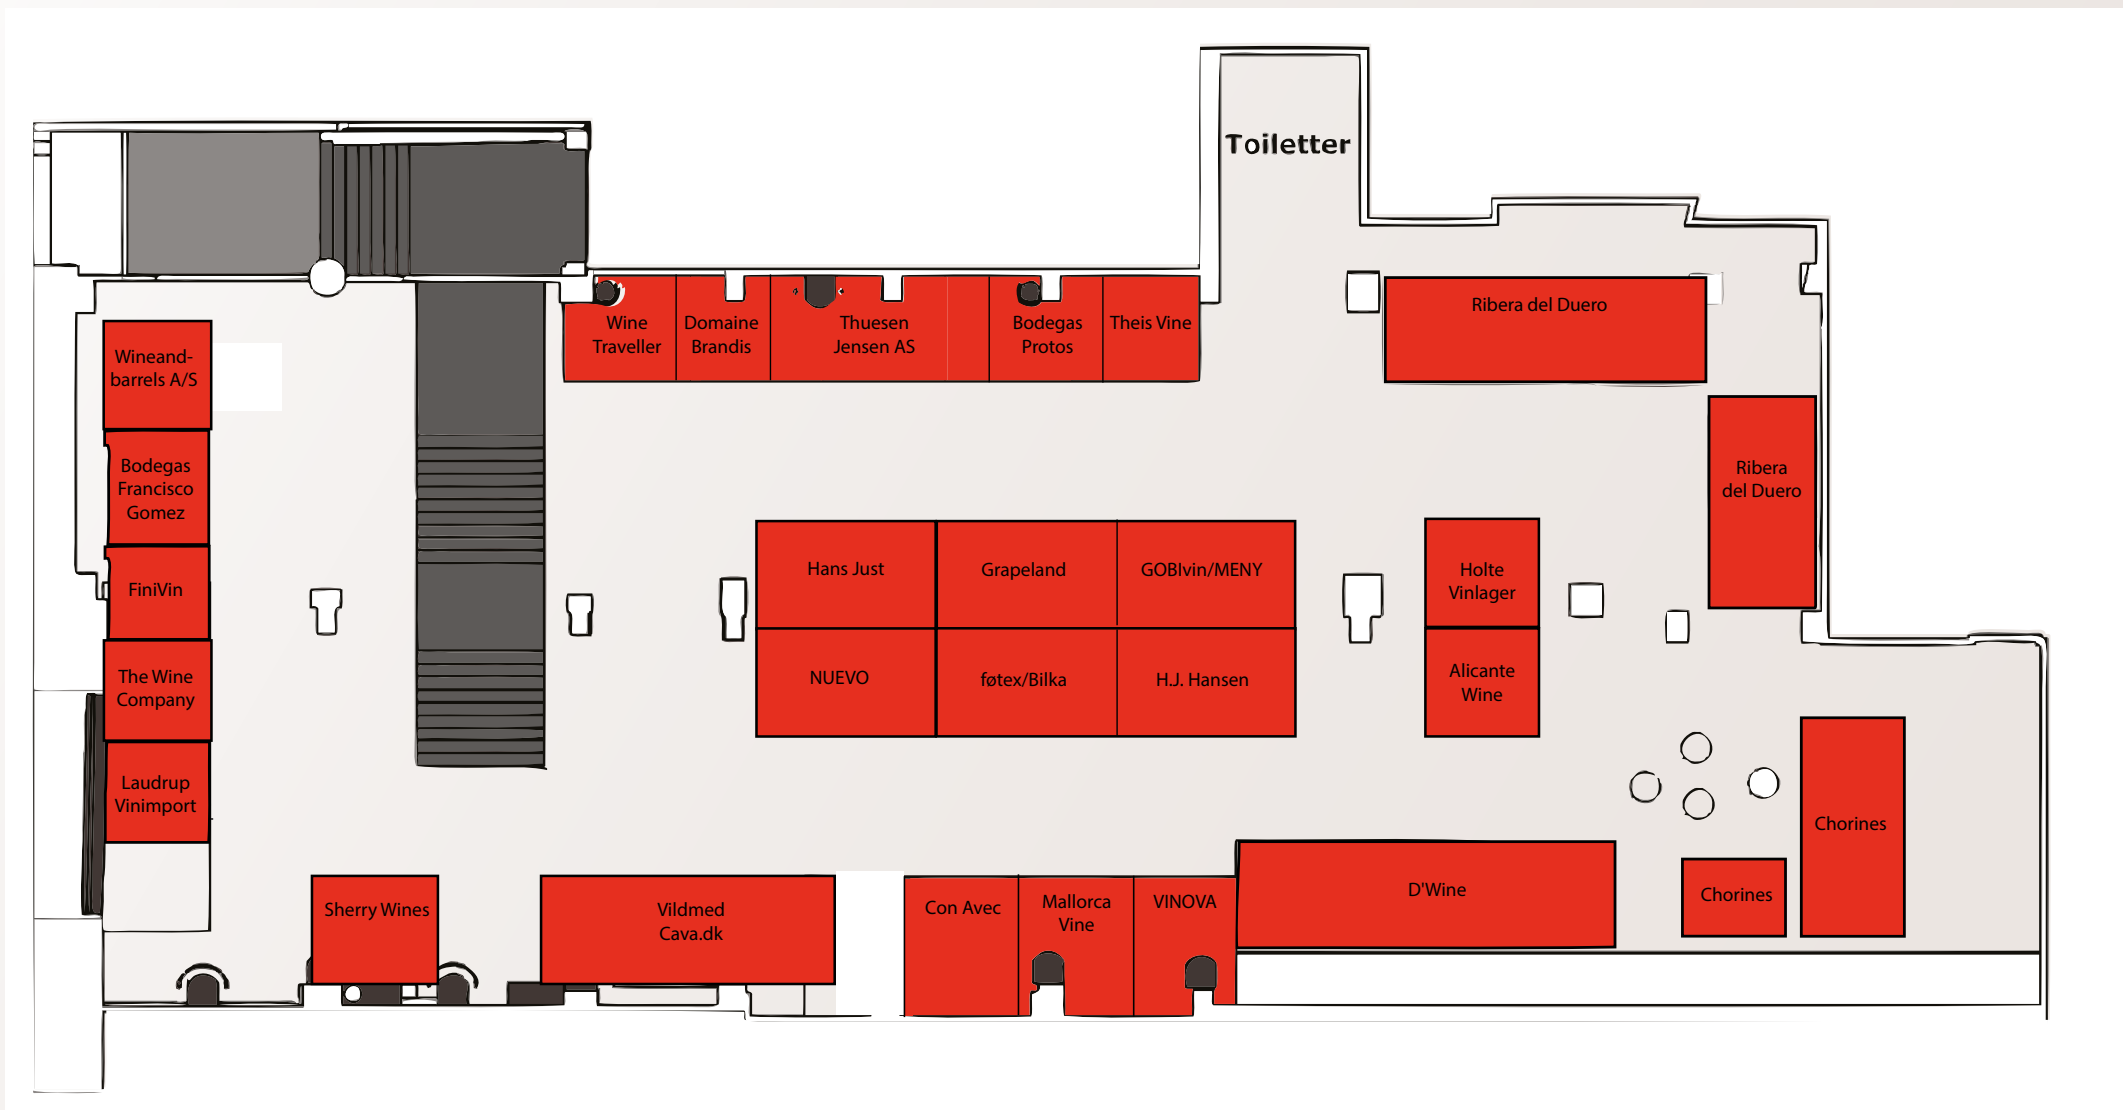 Toiletter
Wine
Traveller
Domaine
Brandis
Thuesen
Jensen AS
Bodegas
Protos
Theis Vine
Ribera del Duero
Wineand-
barrels A/S
Bodegas
Francisco
Gomez
FiniVin
The Wine
Company
Laudrup
Vinimport
Ribera
del Duero
Hans Just
Grapeland
GOBIvin/MENY
NUEVO
føtex/Bilka
H.J. Hansen
Holte
Vinlager
Alicante
Wine
Chorines
Chorines
Sherry Wines
Vildmed
Cava.dk
Con Avec
Mallorca
Vine
VINOVA
D'Wine